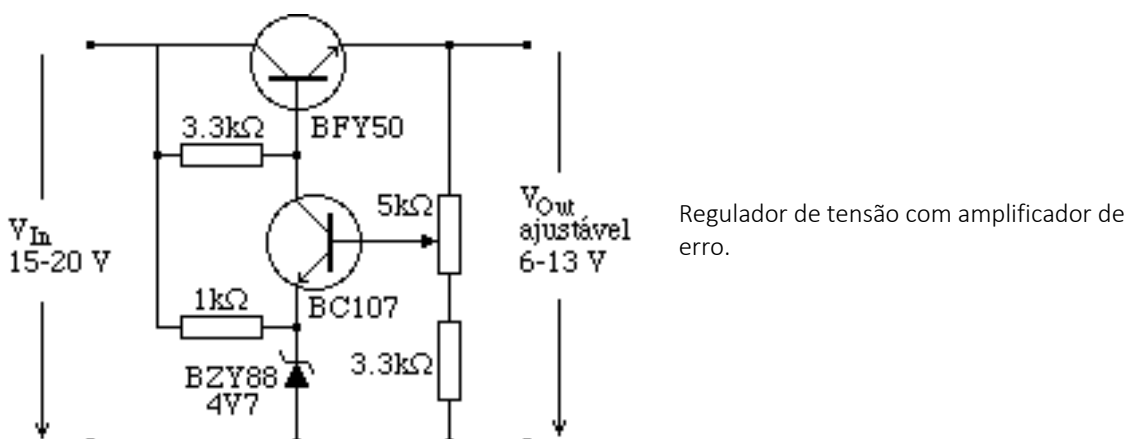 3.3kΩ
BFY50
5kΩ
V_In
15-20 V
V_Out
ajustável
6-13 V
1kΩ
BC107
BZY88
4V7
3.3kΩ
Regulador de tensão com amplificador de
erro.